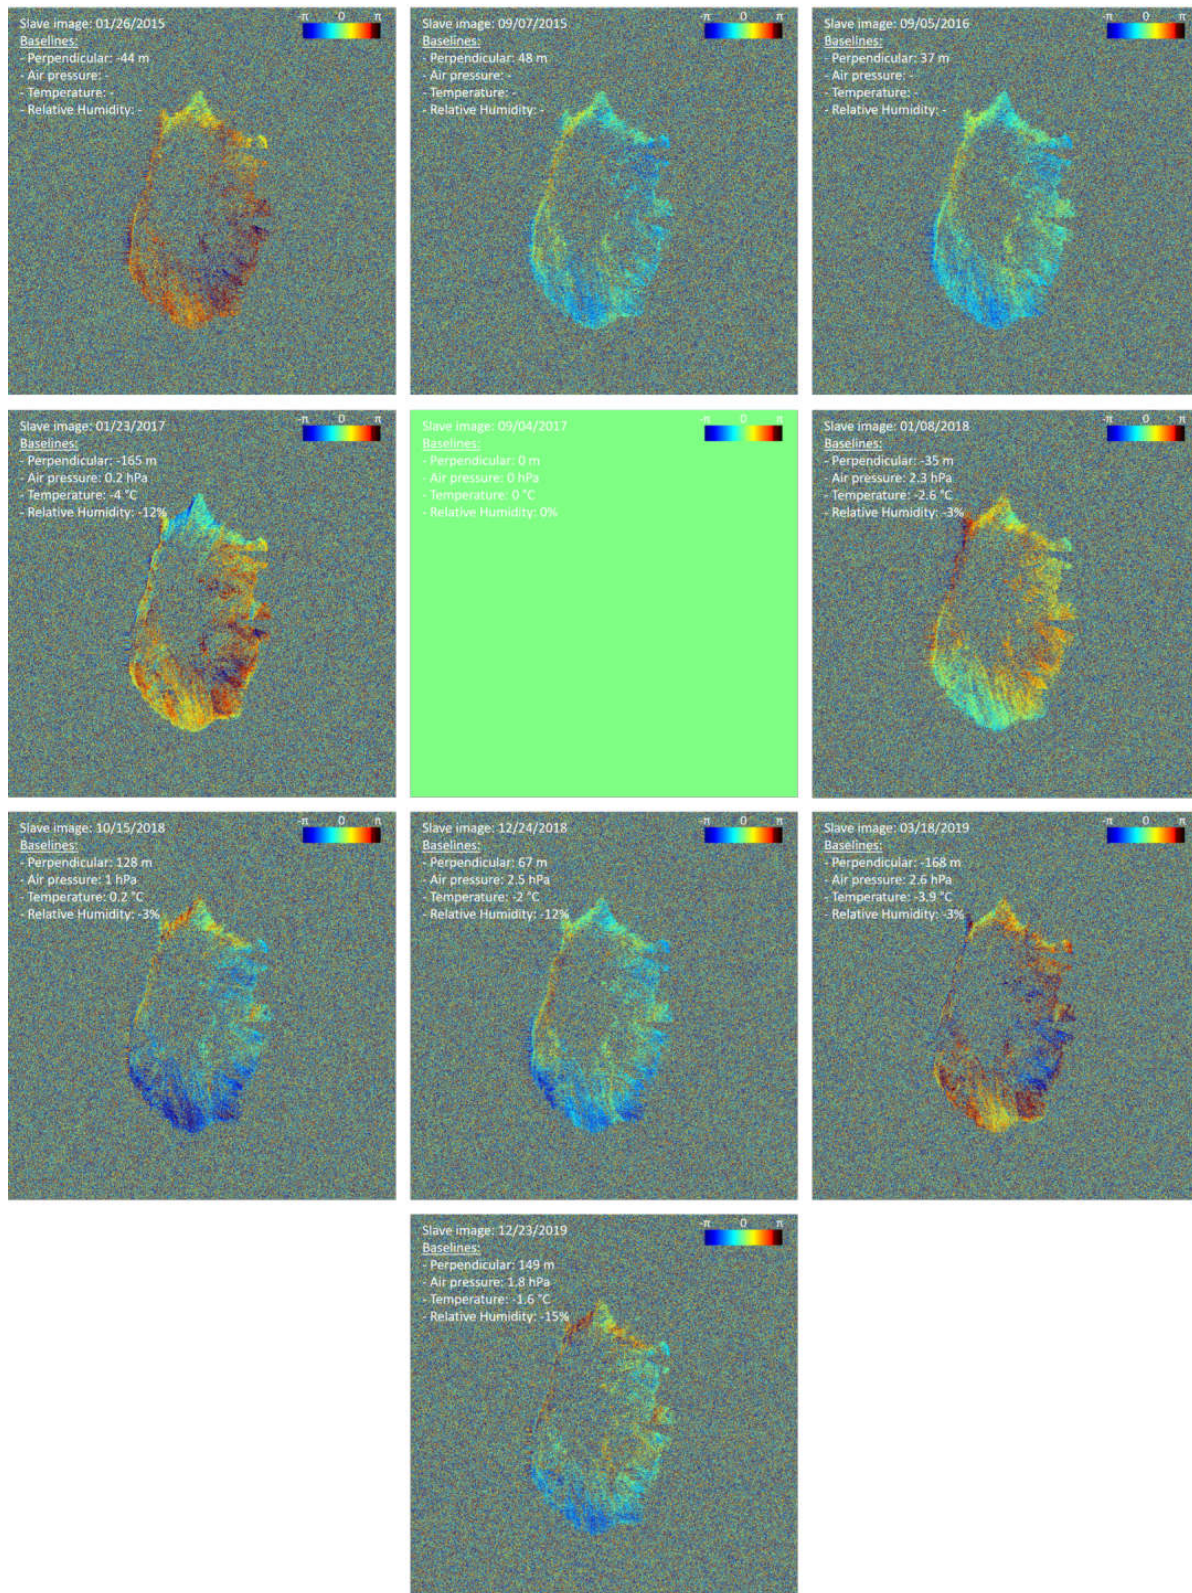 Slave image: 01/26/2015
-π 0 π
Baselines:
- Perpendicular: -44 m
- Air pressure: -
- Temperature: -
- Relative Humidity: -
Slave image: 09/07/2015
-π 0 π
Baselines:
- Perpendicular: 48 m
- Air pressure: -
- Temperature: -
- Relative Humidity: -
Slave image: 09/05/2016
-π 0 π
Baselines:
- Perpendicular: 37 m
- Air pressure: -
- Temperature: -
- Relative Humidity: -
Slave image: 01/23/2017
-π 0 π
Baselines:
- Perpendicular: -165 m
- Air pressure: 0.2 hPa
- Temperature: -4 °C
- Relative Humidity: -12%
Slave image: 09/04/2017
-π 0 π
Baselines:
- Perpendicular: 0 m
- Air pressure: 0 hPa
- Temperature: 0 °C
- Relative Humidity: 0%
Slave image: 01/08/2018
-π 0 π
Baselines:
- Perpendicular: -35 m
- Air pressure: 2.3 hPa
- Temperature: -2.6 °C
- Relative Humidity: -3%
Slave image: 10/15/2018
-π 0 π
Baselines:
- Perpendicular: 128 m
- Air pressure: 1 hPa
- Temperature: 0.2 °C
- Relative Humidity: -3%
Slave image: 12/24/2018
-π 0 π
Baselines:
- Perpendicular: 67 m
- Air pressure: 2.5 hPa
- Temperature: -2 °C
- Relative Humidity: -12%
Slave image: 03/18/2019
-π 0 π
Baselines:
- Perpendicular: -168 m
- Air pressure: 2.6 hPa
- Temperature: -3.9 °C
- Relative Humidity: -3%
Slave image: 12/23/2019
-π 0 π
Baselines:
- Perpendicular: 149 m
- Air pressure: 1.8 hPa
- Temperature: -1.6 °C
- Relative Humidity: -15%